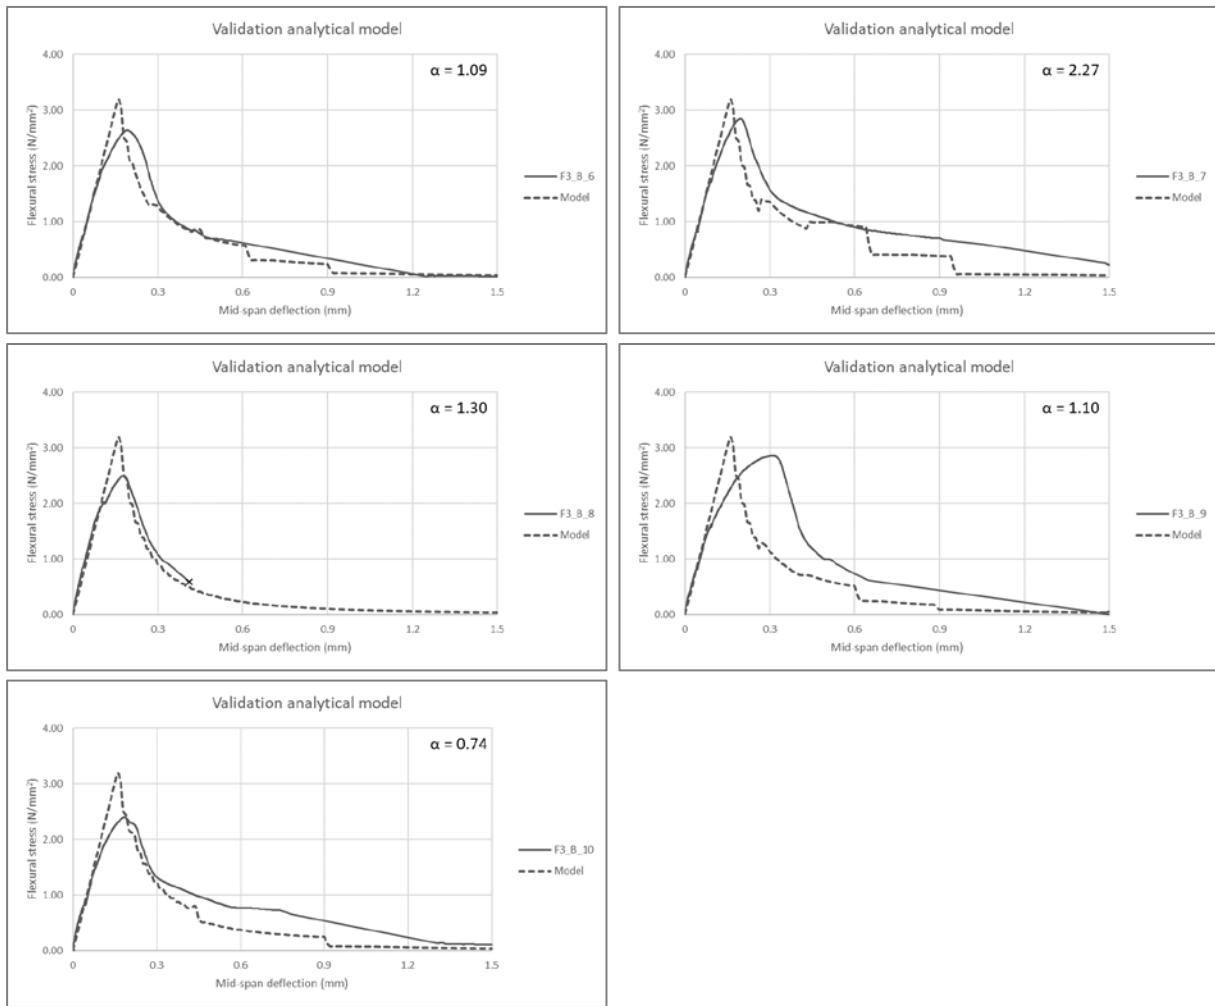 Validation analytical model
α = 1.09
Flexural stress (N/mm²)
4.00
3.00
2.00
1.00
0.00
0
0.3
0.6
0.9
1.2
1.5
Mid-span deflection (mm)
F3_B_6
Model
Validation analytical model
α = 2.27
Flexural stress (N/mm²)
4.00
3.00
2.00
1.00
0.00
0
0.3
0.6
0.9
1.2
1.5
Mid-span deflection (mm)
F3_B_7
Model
Validation analytical model
α = 1.30
Flexural stress (N/mm²)
4.00
3.00
2.00
1.00
0.00
0
0.3
0.6
0.9
1.2
1.5
Mid-span deflection (mm)
F3_B_8
Model
Validation analytical model
α = 1.10
Flexural stress (N/mm²)
4.00
3.00
2.00
1.00
0.00
0
0.3
0.6
0.9
1.2
1.5
Mid-span deflection (mm)
F3_B_9
Model
Validation analytical model
α = 0.74
Flexural stress (N/mm²)
4.00
3.00
2.00
1.00
0.00
0
0.3
0.6
0.9
1.2
1.5
Mid-span deflection (mm)
F3_B_10
Model